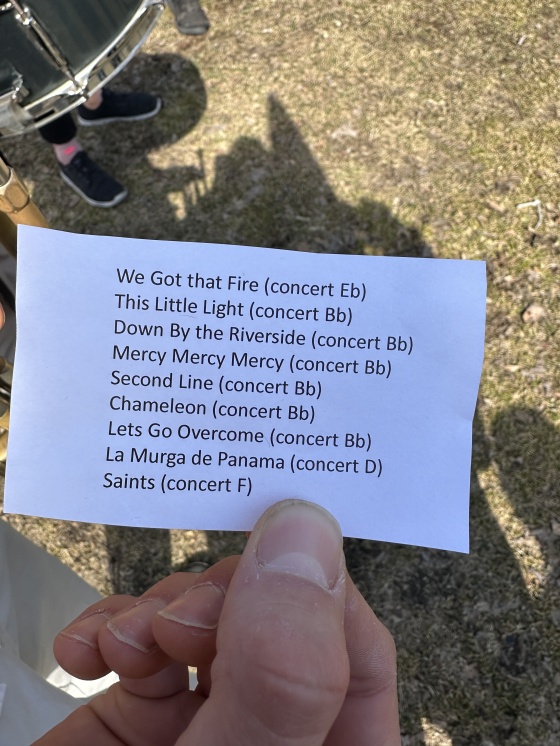 We Got that Fire (concert Eb)
This Little Light (concert Bb)
Down By the Riverside (concert Bb)
Mercy Mercy Mercy (concert Bb)
Second Line (concert Bb)
Chameleon (concert Bb)
Lets Go Overcome (concert Bb)
La Murga de Panama (concert D)
Saints (concert F)